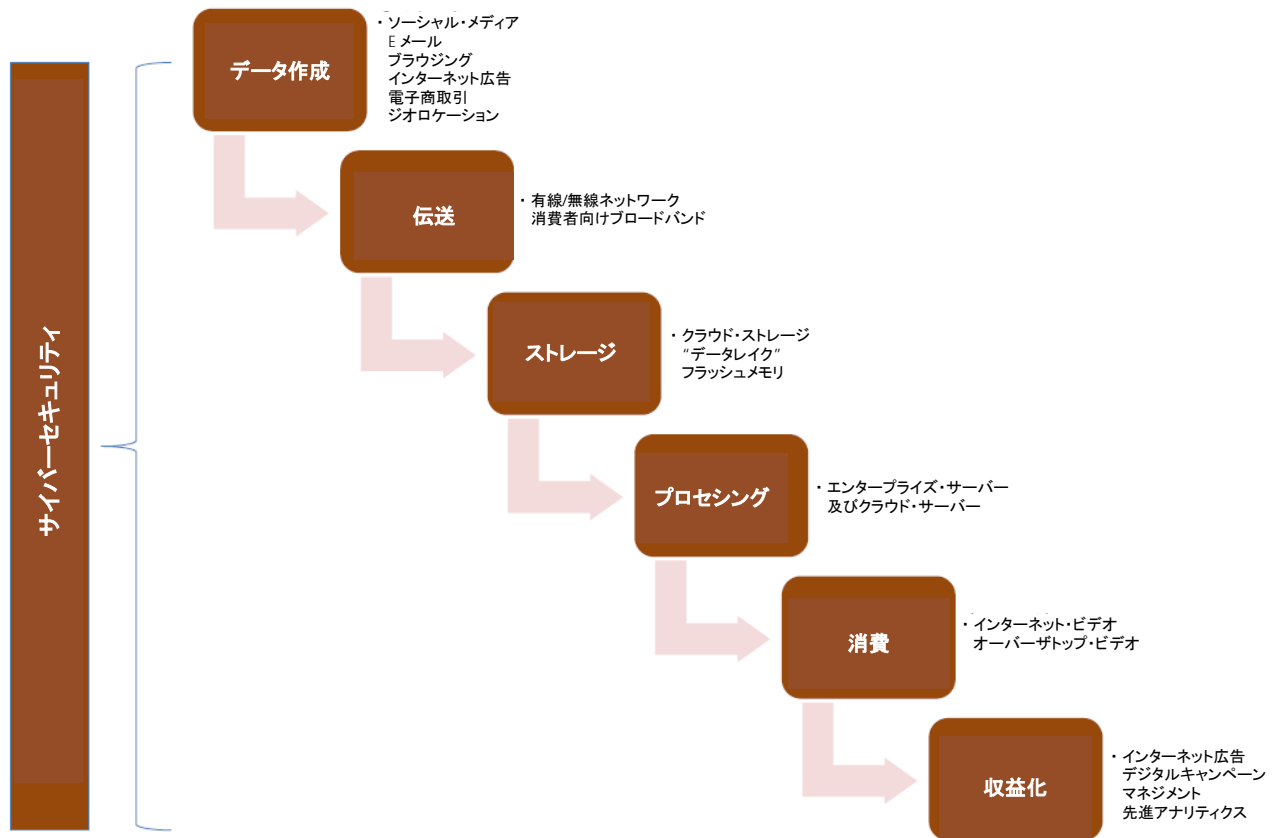 サイバーセキュリティ
データ作成
・ソーシャル・メディア
Eメール
ブラウジング
インターネット広告
電子商取引
ジオロケーション
伝送
・有線/無線ネットワーク
消費者向けブロードバンド
ストレージ
・クラウド・ストレージ
“データレイク”
フラッシュメモリ
プロセシング
・エンタープライズ・サーバー
及びクラウド・サーバー
消費
・インターネット・ビデオ
オーバーザトップ・ビデオ
収益化
・インターネット広告
デジタルキャンペーン
マネジメント
先進アナリティクス